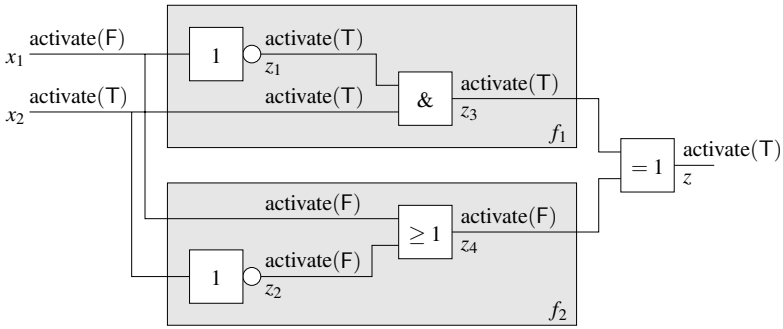 activate(F)
x1
activate(T)
x2
1
activate(T)
z1
activate(T)
&
activate(T)
z3
f1
= 1
activate(T)
z
activate(F)
1
activate(F)
z2
≥ 1
activate(F)
z4
f2